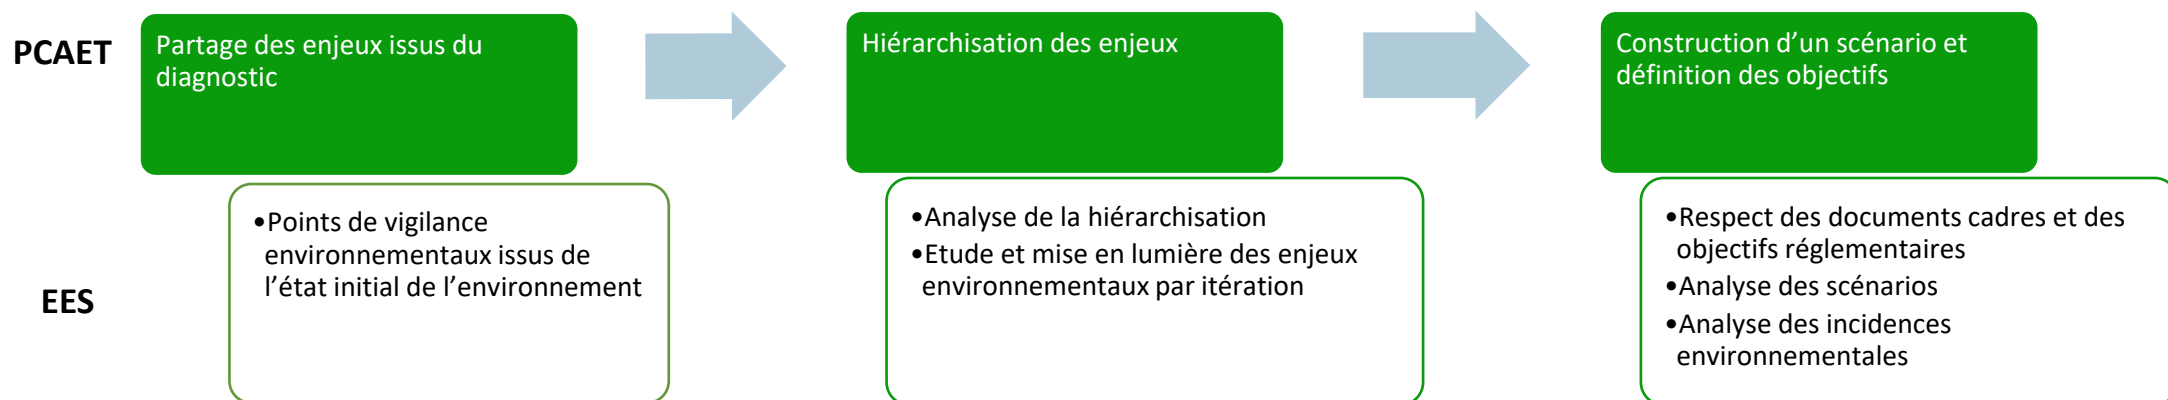 PCAET
Partage des enjeux issus du
diagnostic
Hiérarchisation des enjeux
Construction d’un scénario et
définition des objectifs
EES
•Points de vigilance
environnementaux issus de
l’état initial de l’environnement
•Analyse de la hiérarchisation
•Etude et mise en lumière des enjeux
environnementaux par itération
•Respect des documents cadres et des
objectifs réglementaires
•Analyse des scénarios
•Analyse des incidences
environnementales